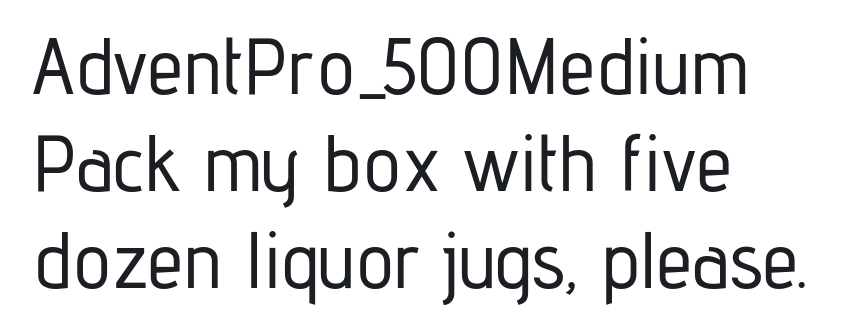 AdventPro_500Medium
Pack my box with five
dozen liquor jugs, please.